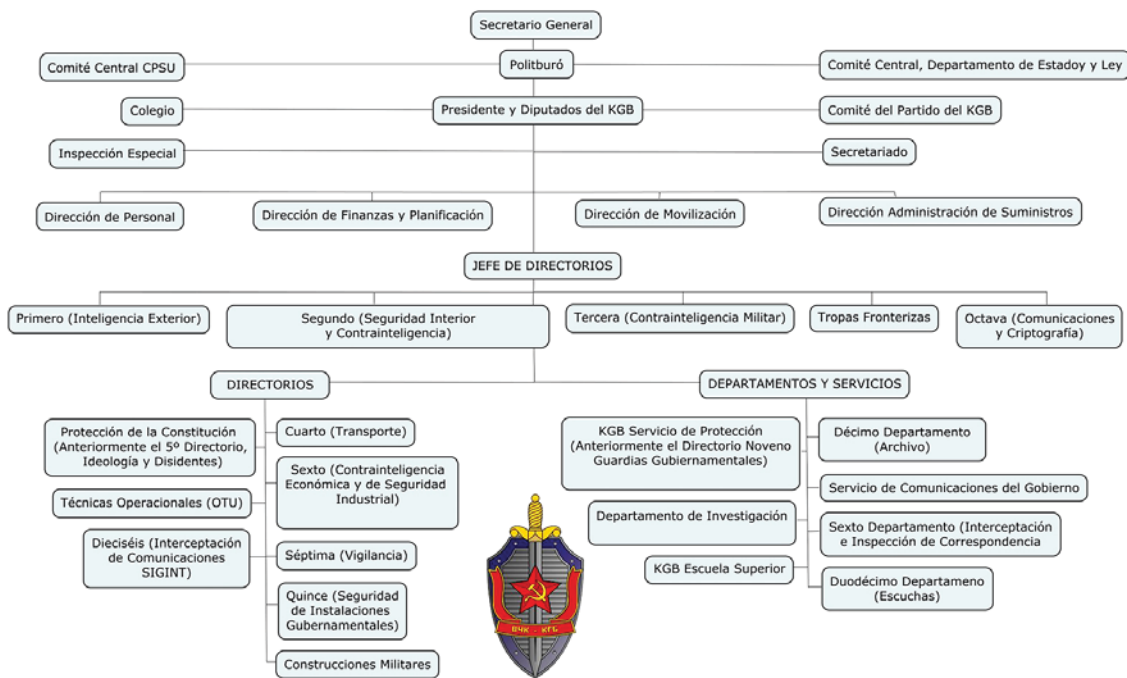 Secretario General
Comité Central CPSU
Politburó
Comité Central, Departamento de Estadoy y Ley
Colegio
Presidente y Diputados del KGB
Comité del Partido del KGB
Inspección Especial
Secretariado
Dirección de Personal
Dirección de Finanzas y Planificación
Dirección de Movilización
Dirección Administración de Suministros
JEFE DE DIRECTORIOS
Primero (Inteligencia Exterior)
Segundo (Seguridad Interior
y Contrainteligencia)
Tercera (Contrainteligencia Militar)
Tropas Fronterizas
Octava (Comunicaciones
y Criptografía)
DIRECTORIOS
Protección de la Constitución
(Anteriormente el 5º Directorio,
Ideología y Disidentes)
Cuarto (Transporte)
Sexto (Contrainteligencia
Económica y de Seguridad
Industrial)
Técnicas Operacionales (OTU)
Dieciséis (Interceptación
de Comunicaciones
SIGINT)
Séptima (Vigilancia)
Quince (Seguridad
de Instalaciones
Gubernamentales)
Construcciones Militares
DEPARTAMENTOS Y SERVICIOS
KGB Servicio de Protección
(Anteriormente el Directorio Noveno
Guardias Gubernamentales)
Décimo Departamento
(Archivo)
Servicio de Comunicaciones del Gobierno
Departamento de Investigación
Sexto Departamento (Interceptación
e Inspección de Correspondencia
KGB Escuela Superior
Duodécimo Departameno
(Escuchas)
ВЧК - КГБ